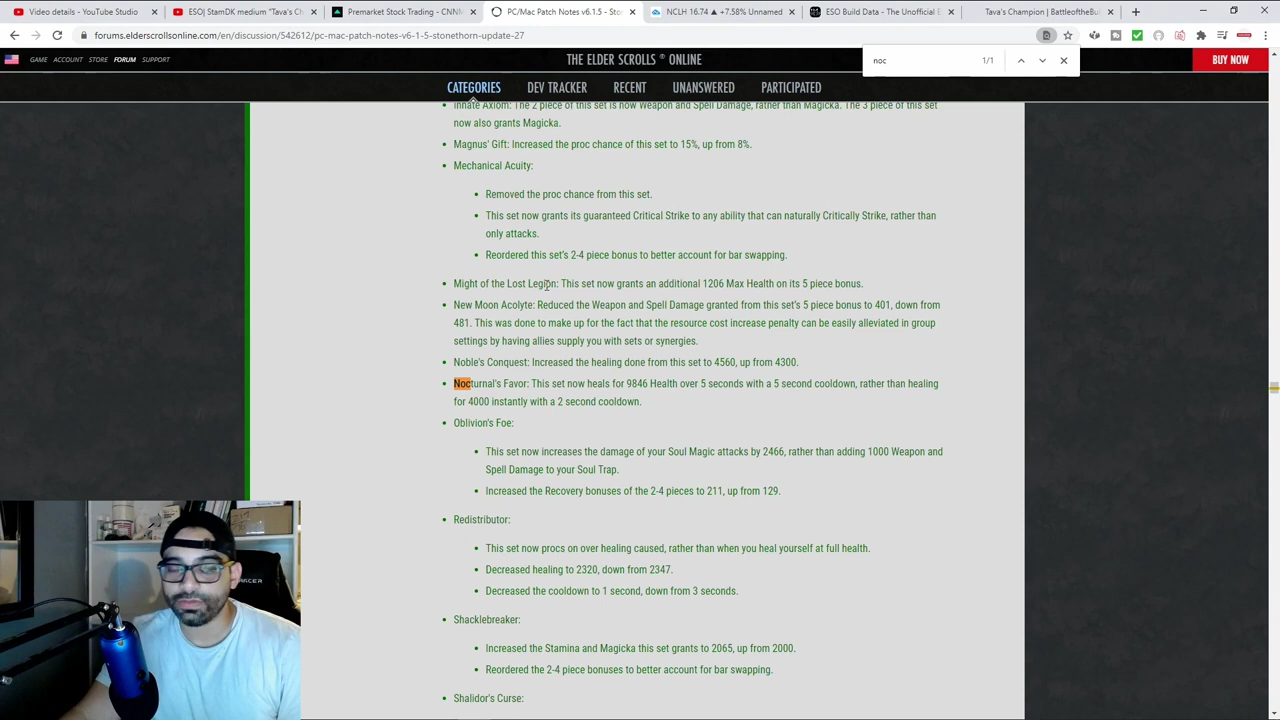 Video details - YouTube Studio
ESO| StamDK medium "Tava's Ch
Premarket Stock Trading - CNNM
PC/Mac Patch Notes v6.1.5 - Stone
NCLH 16.74 ▲ +7.58% Unnamed
ESO Build Data - The Unofficial E
Tava's Champion | BattleoftheBui
forums.elderscrollsonline.com/en/discussion/542612/pc-mac-patch-notes-v6-1-5-stonethorn-update-27
noc
1/1
GAME ACCOUNT STORE FORUM SUPPORT
THE ELDER SCROLLS ONLINE
BUY NOW
CATEGORIES DEV TRACKER RECENT UNANSWERED PARTICIPATED
Innate Axiom: The 2 piece of this set is now Weapon and Spell Damage, rather than Magicka. The 3 piece of this set
now also grants Magicka.
Magnus' Gift: Increased the proc chance of this set to 15%, up from 8%.
Mechanical Acuity:
Removed the proc chance from this set.
This set now grants its guaranteed Critical Strike to any ability that can naturally Critically Strike, rather than
only attacks.
Reordered this set's 2-4 piece bonus to better account for bar swapping.
Might of the Lost Legion: This set now grants an additional 1206 Max Health on its 5 piece bonus.
New Moon Acolyte: Reduced the Weapon and Spell Damage granted from this set's 5 piece bonus to 401, down from
481. This was done to make up for the fact that the resource cost increase penalty can be easily alleviated in group
settings by having allies supply you with sets or synergies.
Noble's Conquest: Increased the healing done from this set to 4560, up from 4300.
Nocturnal's Favor: This set now heals for 9846 Health over 5 seconds with a 5 second cooldown, rather than healing
for 4000 instantly with a 2 second cooldown.
Oblivion's Foe:
This set now increases the damage of your Soul Magic attacks by 2466, rather than adding 1000 Weapon and
Spell Damage to your Soul Trap.
Increased the Recovery bonuses of the 2-4 pieces to 211, up from 129.
Redistributor:
This set now procs on over healing caused, rather than when you heal yourself at full health.
Decreased healing to 2320, down from 2347.
Decreased the cooldown to 1 second, down from 3 seconds.
Shacklebreaker:
Increased the Stamina and Magicka this set grants to 2065, up from 2000.
Reordered the 2-4 piece bonuses to better account for bar swapping.
Shalidor's Curse: